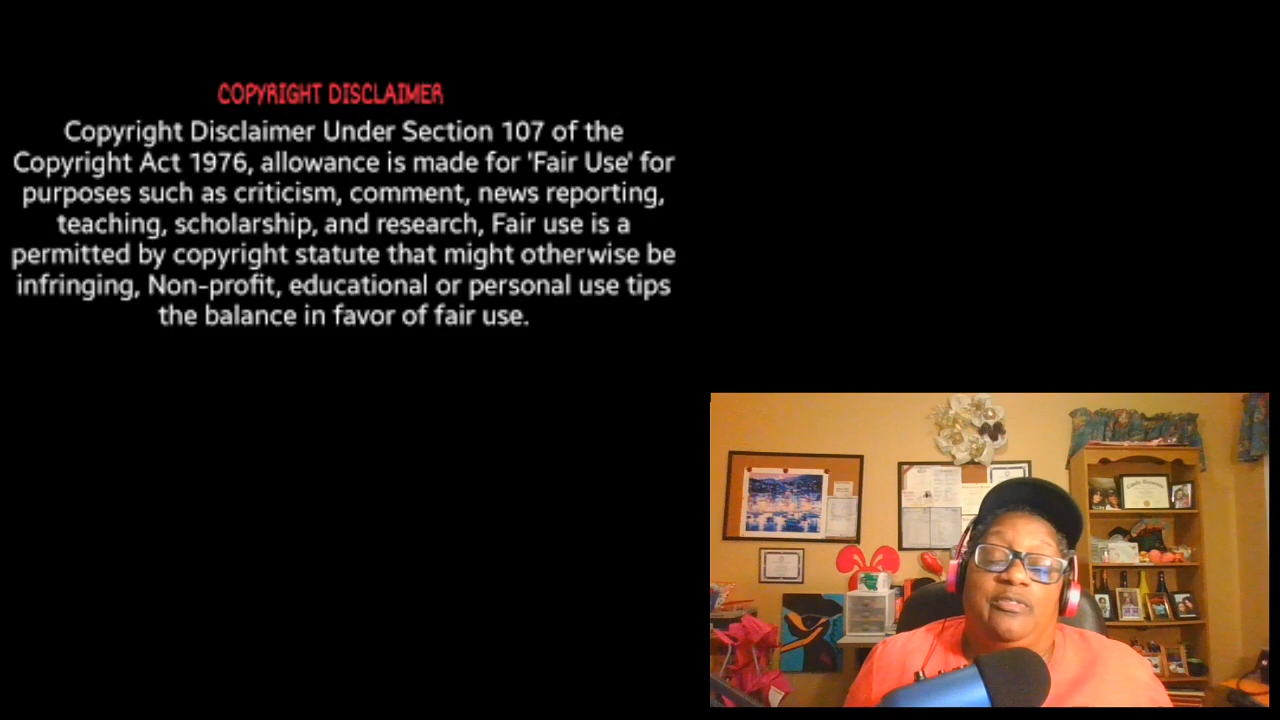 COPYRIGHT DISCLAIMER
Copyright Disclaimer Under Section 107 of the
Copyright Act 1976, allowance is made for 'Fair Use' for
purposes such as criticism, comment, news reporting,
teaching, scholarship, and research, Fair use is a
permitted by copyright statute that might otherwise be
infringing, Non-profit, educational or personal use tips
the balance in favor of fair use.